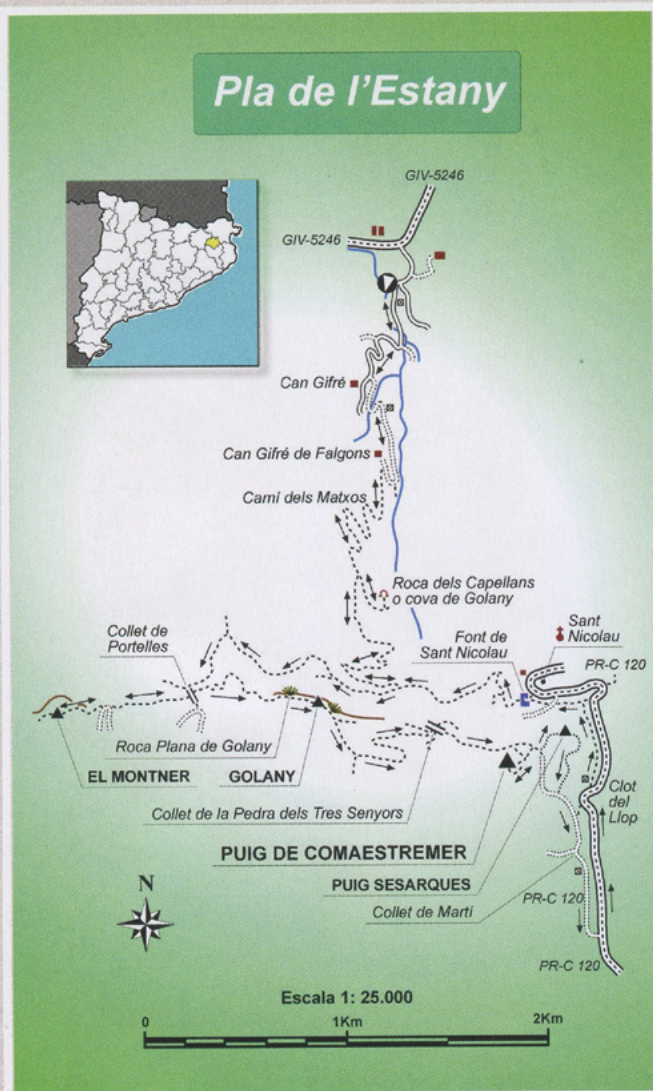 Pla de l'Estany
GIV-5246
GIV-5246
Can Gifré
Can Gifré de Falgons
Camí dels Matxos
Roca dels Capellans
o cova de Golany
Collet de
Portelles
Font de
Sant Nicolau
Sant
Nicolau
PR-C 120
Roca Plana de Golany
EL MONTNER
GOLANY
Collet de la Pedra dels Tres Senyors
Clot
del
Llop
PUIG DE COMAESTREMER
PUIG SESARQUES
Collet de Martí
PR-C 120
PR-C 120
N
Escala 1: 25.000
0
1Km
2Km